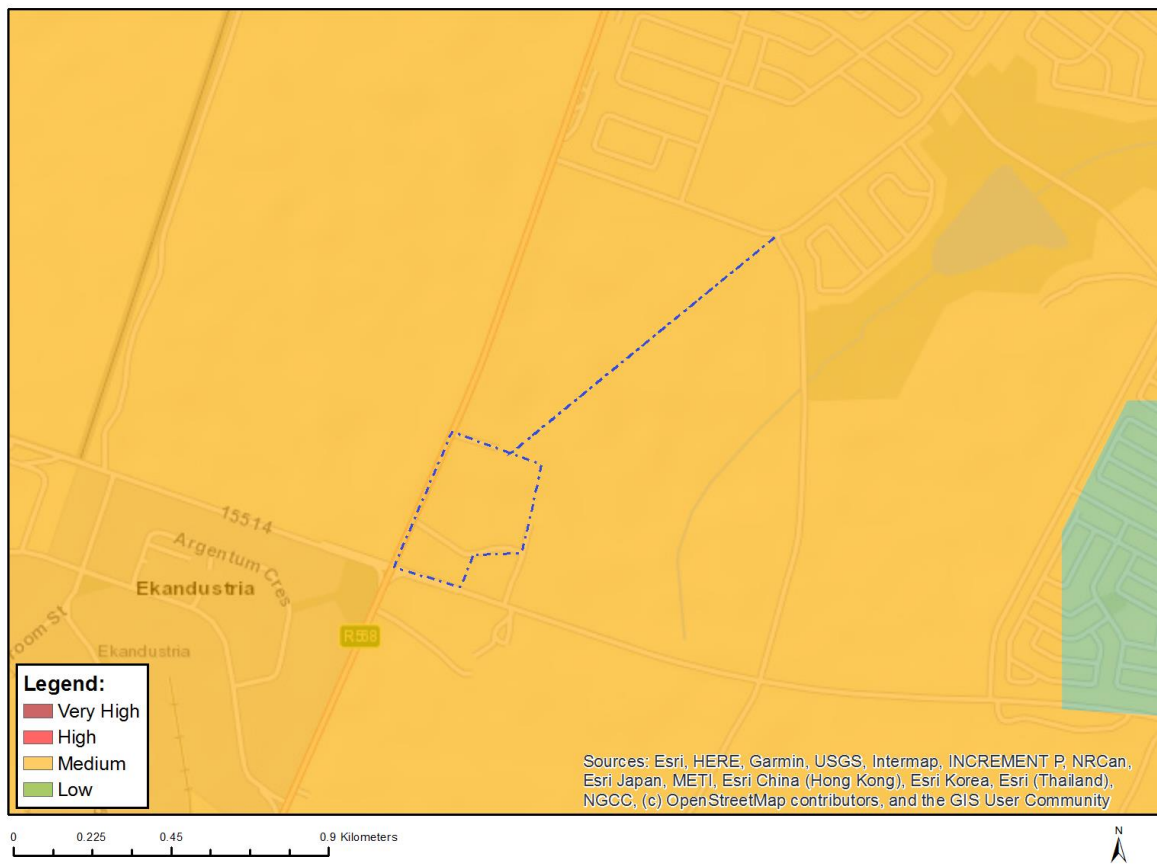 15514
Argentum Cres
Ekandustria
room St
R568
Ekandustria
Legend:
Very High
High
Medium
Low
Sources: Esri, HERE, Garmin, USGS, Intermap, INCREMENT P, NRCan,
Esri Japan, METI, Esri China (Hong Kong), Esri Korea, Esri (Thailand),
NGCC, (c) OpenStreetMap contributors, and the GIS User Community
0 0.225 0.45 0.9 Kilometers
N